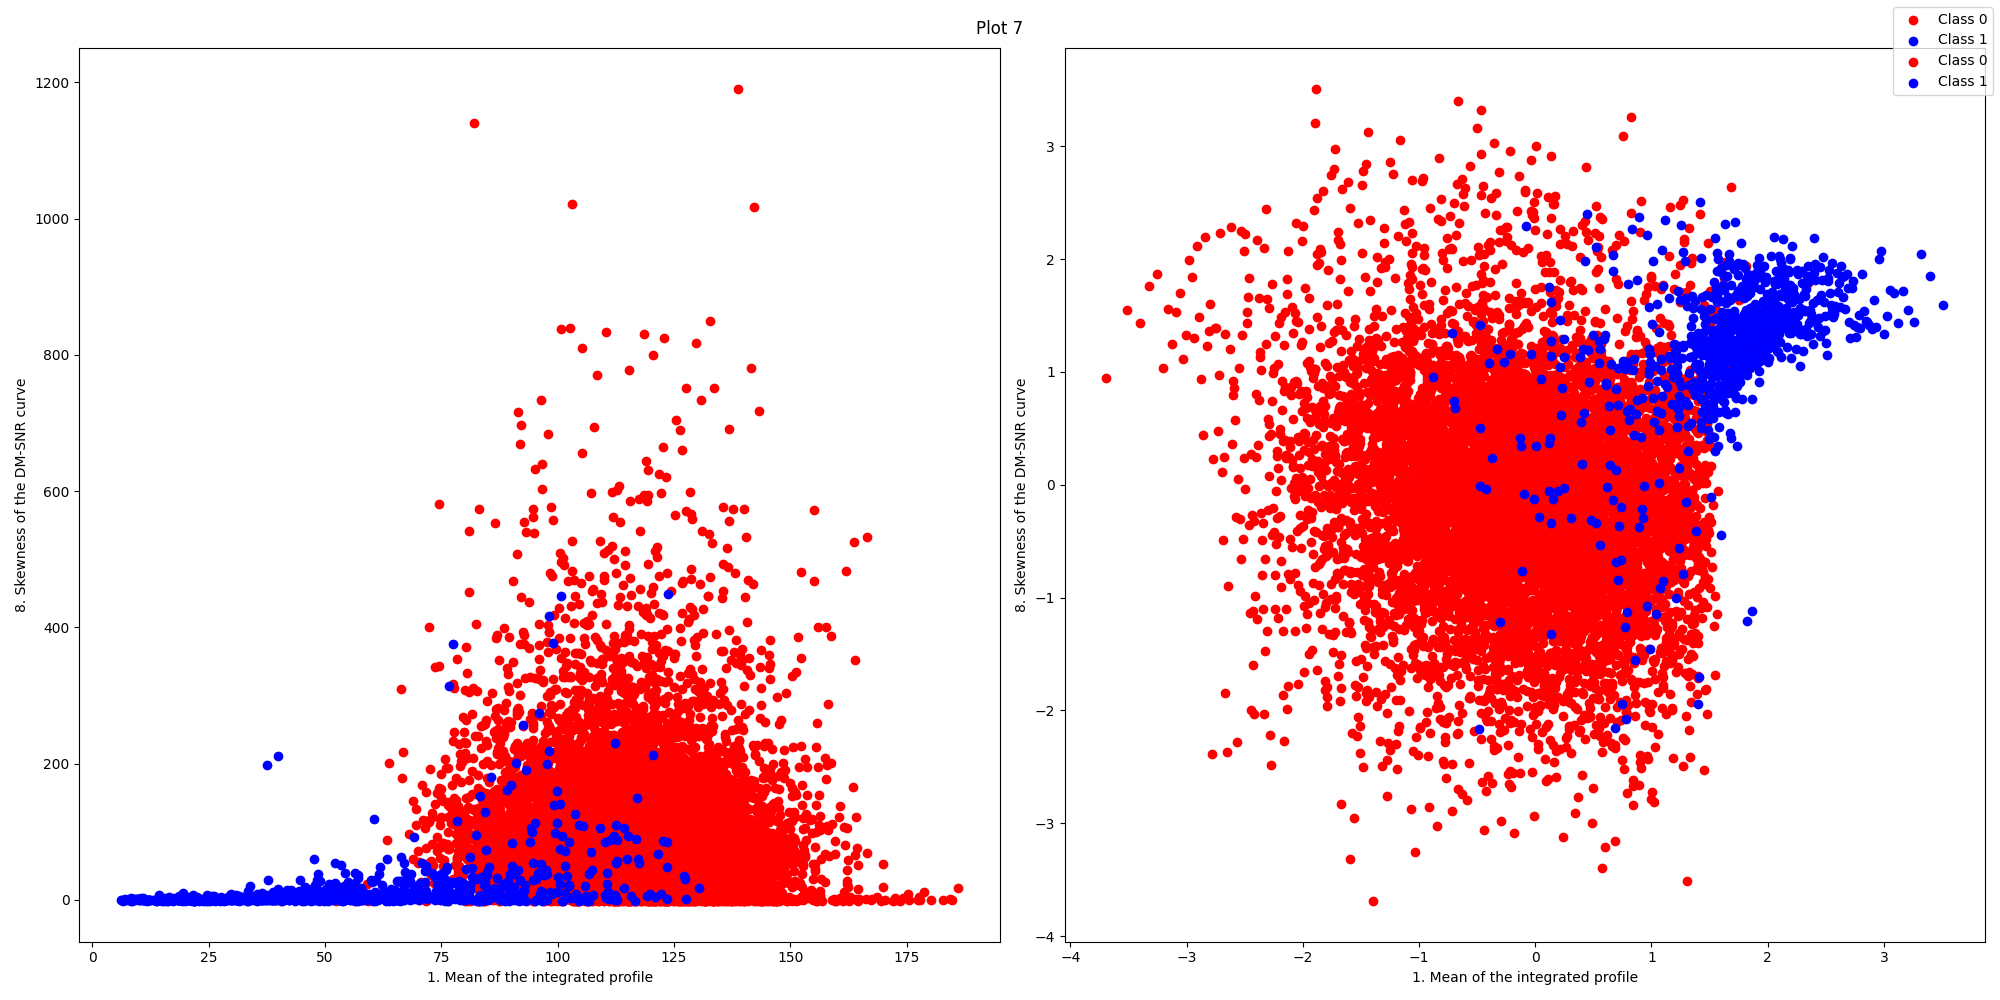 Plot 7
Class 0
Class 1
Class 0
Class 1
8. Skewness of the DM-SNR curve
1200
1000
800
600
400
200
0
0 25 50 75 100 125 150 175
1. Mean of the integrated profile
8. Skewness of the DM-SNR curve
3
2
1
0
−1
−2
−3
−4
−4 −3 −2 −1 0 1 2 3
1. Mean of the integrated profile